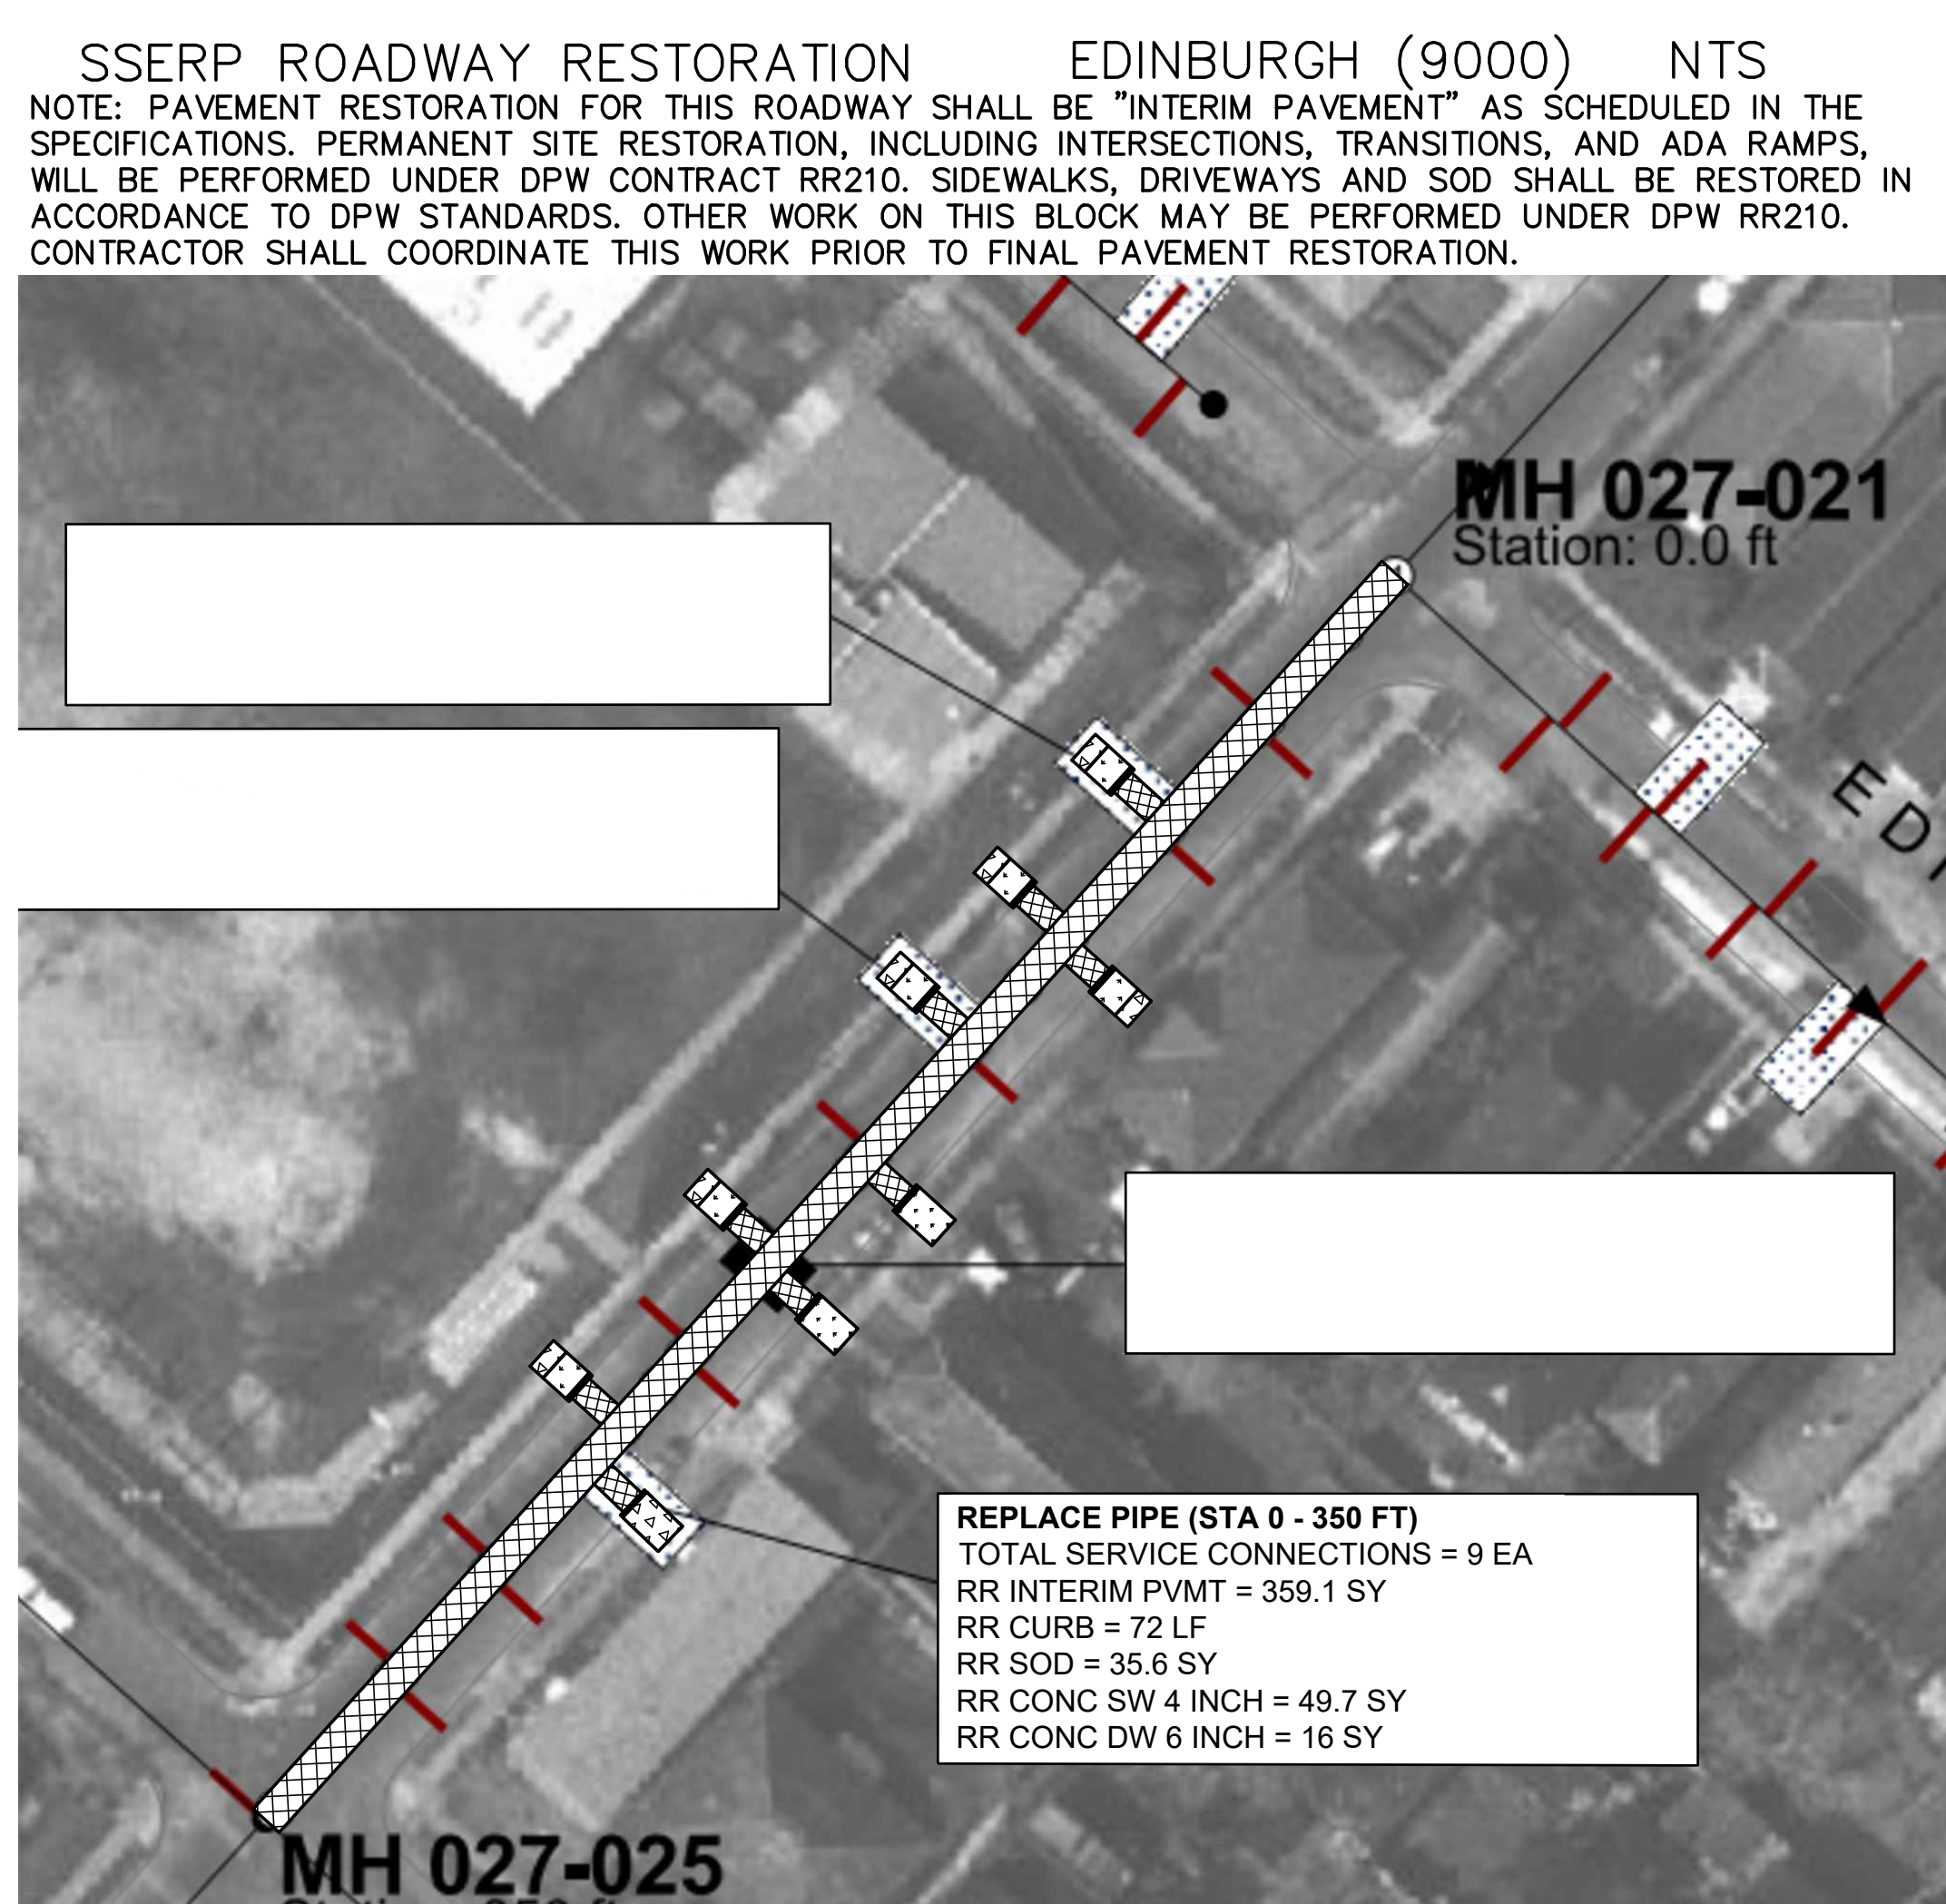 SSERP ROADWAY RESTORATION EDINBURGH (9000) NTS
NOTE: PAVEMENT RESTORATION FOR THIS ROADWAY SHALL BE "INTERIM PAVEMENT" AS SCHEDULED IN THE
SPECIFICATIONS. PERMANENT SITE RESTORATION, INCLUDING INTERSECTIONS, TRANSITIONS, AND ADA RAMPS,
WILL BE PERFORMED UNDER DPW CONTRACT RR210. SIDEWALKS, DRIVEWAYS AND SOD SHALL BE RESTORED IN
ACCORDANCE TO DPW STANDARDS. OTHER WORK ON THIS BLOCK MAY BE PERFORMED UNDER DPW RR210.
CONTRACTOR SHALL COORDINATE THIS WORK PRIOR TO FINAL PAVEMENT RESTORATION.
MH 027-021
Station: 0.0 ft
REPLACE PIPE (STA 0 - 350 FT)
TOTAL SERVICE CONNECTIONS = 9 EA
RR INTERIM PVMT = 359.1 SY
RR CURB = 72 LF
RR SOD = 35.6 SY
RR CONC SW 4 INCH = 49.7 SY
RR CONC DW 6 INCH = 16 SY
MH 027-025